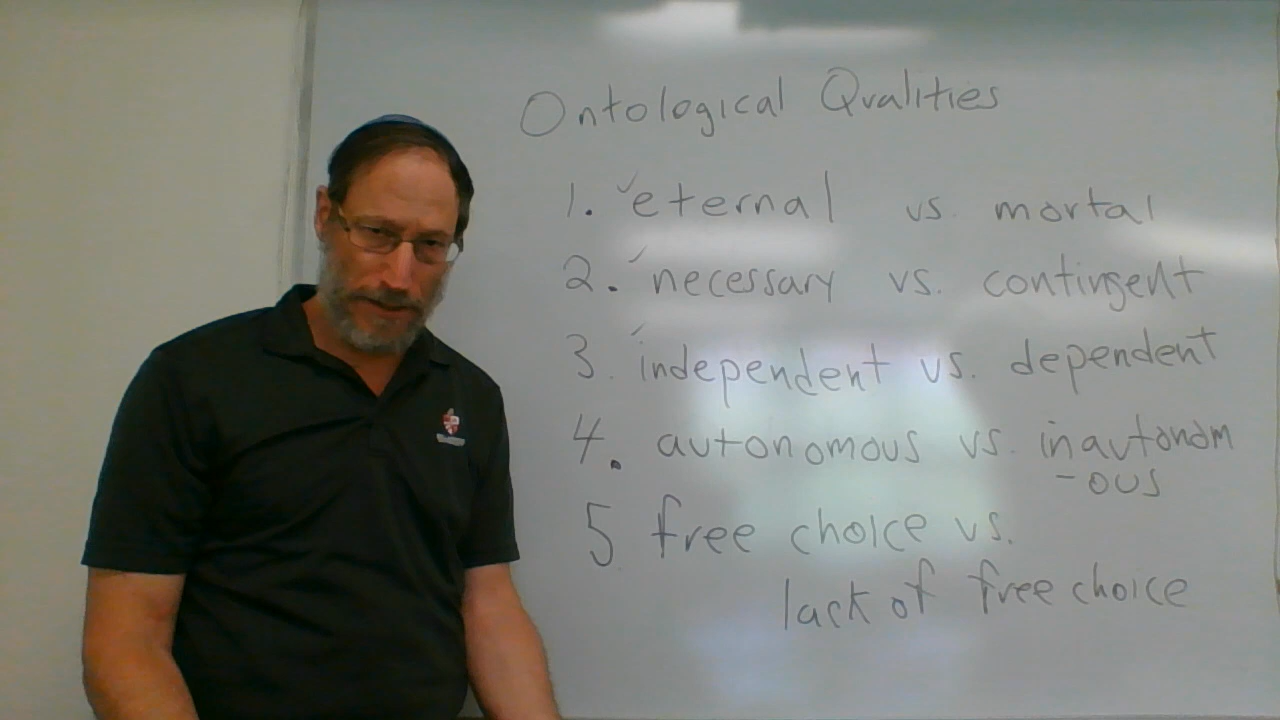 Ontological Qualities
1. eternal vs. mortal
2. necessary vs. contingent
3. independent vs. dependent
4. autonomous vs. inautonom
-ous
5 free choice vs.
lack of free choice